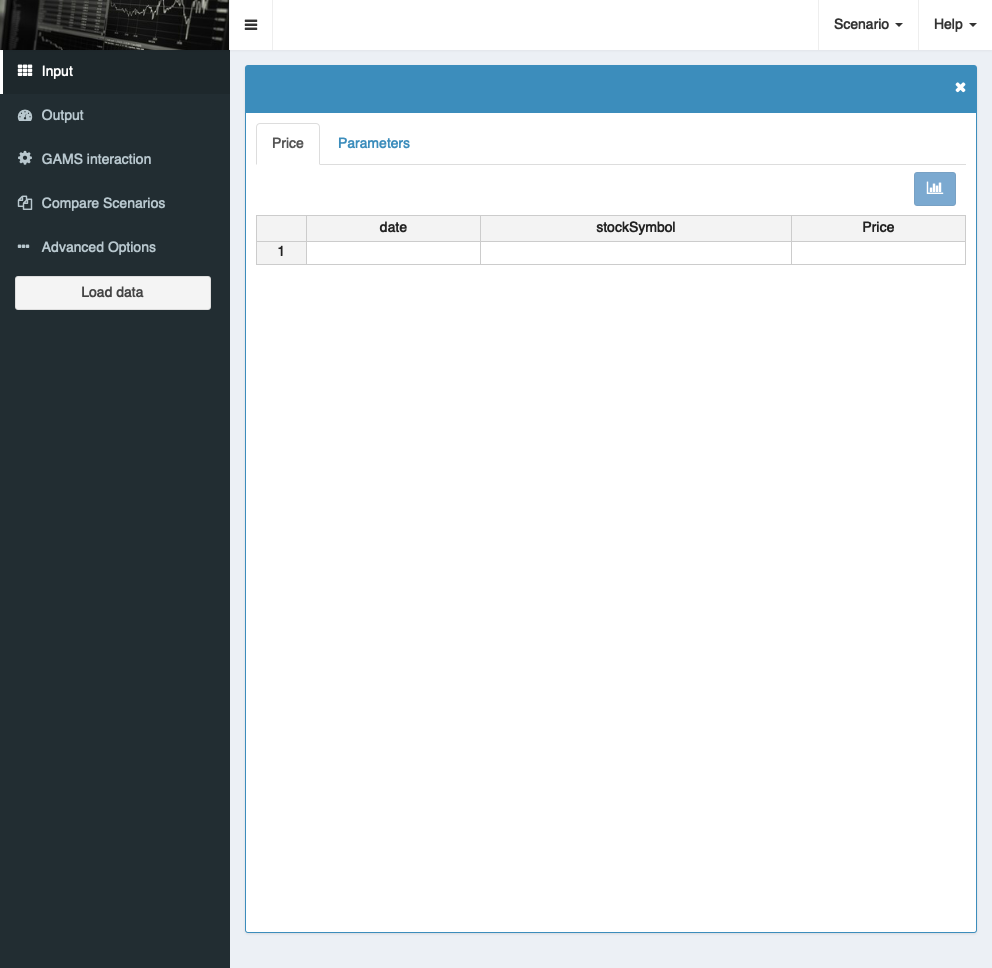 Scenario Help
Input
Output
GAMS interaction
Compare Scenarios
Advanced Options
Load data
Price Parameters
date stockSymbol Price
1